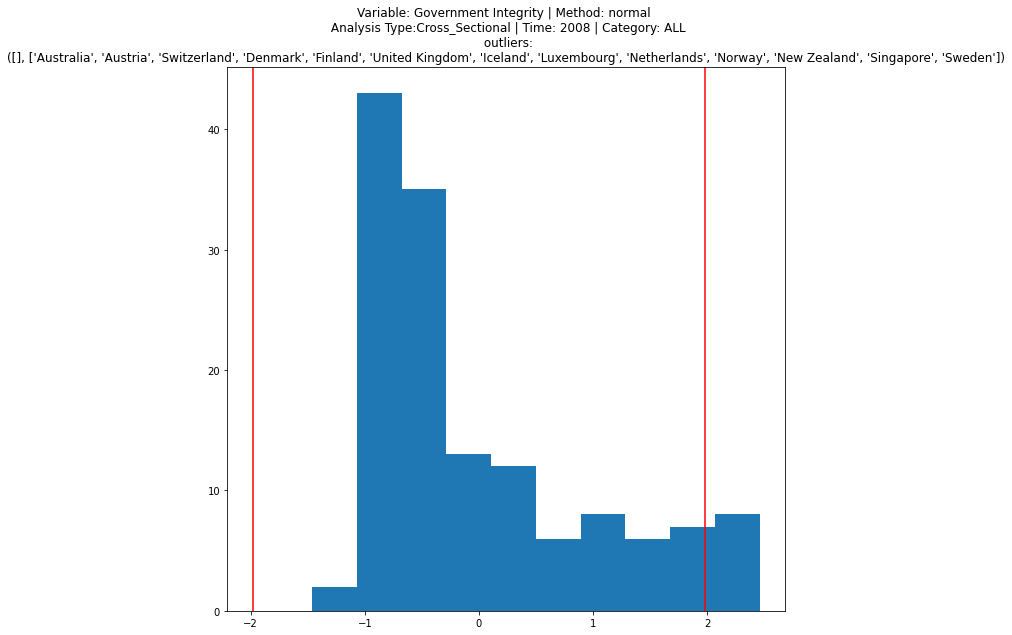 Variable: Government Integrity | Method: normal
Analysis Type:Cross_Sectional | Time: 2008 | Category: ALL
outliers:
([], ['Australia', 'Austria', 'Switzerland', 'Denmark', 'Finland', 'United Kingdom', 'Iceland', 'Luxembourg', 'Netherlands', 'Norway', 'New Zealand', 'Singapore', 'Sweden'])
40
30
20
10
0
−2 −1 0 1 2